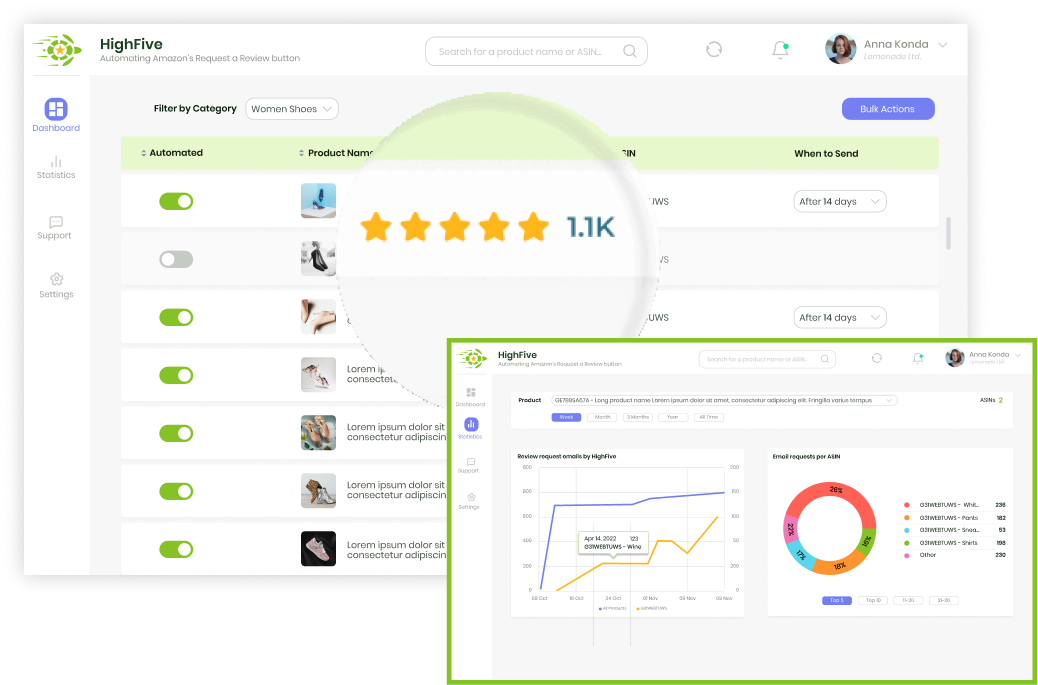 HighFive
Automating Amazon's Request a Review button
Search for a product name or ASIN...
Anna Konda
Lemonade Ltd.
Dashboard
Statistics
Support
Settings
Filter by Category
Women Shoes
Bulk Actions
Automated
Product Name
SIN
When to Send
UWS
After 14 days
1.1K
WS
UWS
After 14 days
Lorem ip
consectet
Lorem ipsum dolor sit
consectetur adipiscin
Lorem ipsum dolor sit
consectetur adipiscin
Lorem ipsum dolor sit
consectetur adipiscin
HighFive
Automating Amazon's Request a Review button
Search for a product name or ASIN...
Anna Konda
Lemonade Ltd.
Dashboard
Statistics
Support
Settings
Product
GE7895A67A - Long product name Lorem ipsum dolor sit amet, consectetur adipiscing elit. Fringilla varius tempus
ASINs 2
Week
Month
3 Months
Year
All Time
Review request emails by HighFive
800
800
800
400
200
0
200
150
100
50
200
0
08 Oct
16 Oct
24 Oct
01 Nov
05 Nov
09 Nov
Apr 14, 2022 123
G31WEBTUWS - Wine
All Products
G31WEBTUWS
Email requests per ASIN
26%
10%
18%
17%
22%
G31WEBTUWS - Whit... 236
G31WEBTUWS - Pants 182
G31WEBTUWS - Snea... 53
G31WEBTUWS - Shirts 198
Other 230
Top 5
Top 10
11-20
21-30